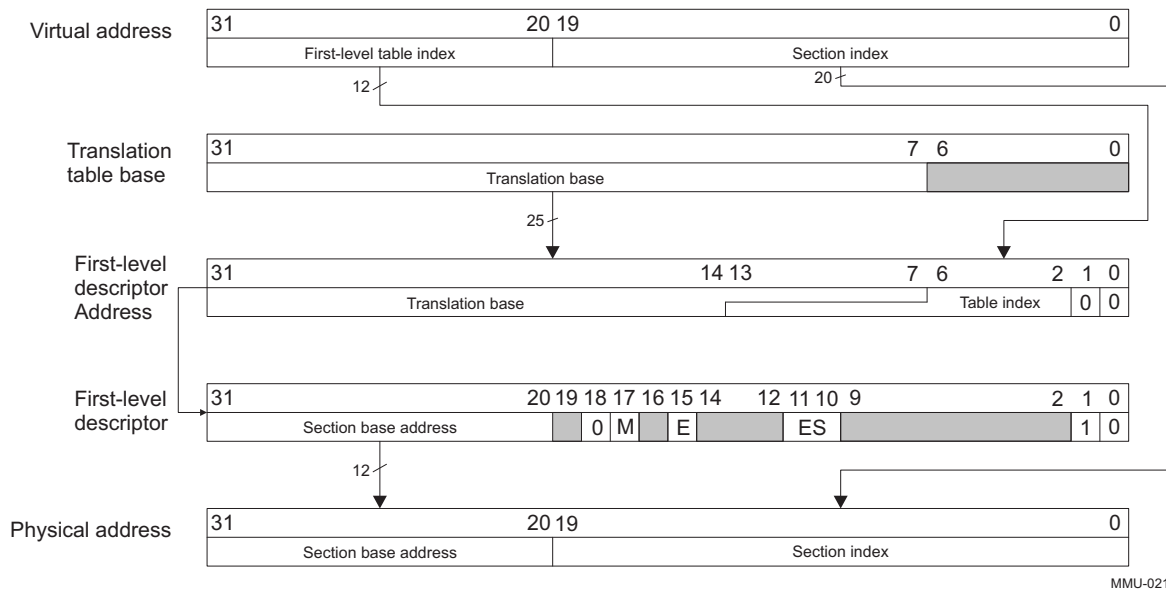 31 20 19 0
Virtual address
First-level table index Section index
12 20
Translation table base
31 7 6 0
Translation base
25
First-level descriptor Address
31 14 13 7 6 2 1 0
Translation base Table index 0 0
First-level descriptor
31 20 19 18 17 16 15 14 12 11 10 9 2 1 0
Section base address 0 M E ES 1 0
12
Physical address
31 20 19 0
Section base address Section index
MMU-021